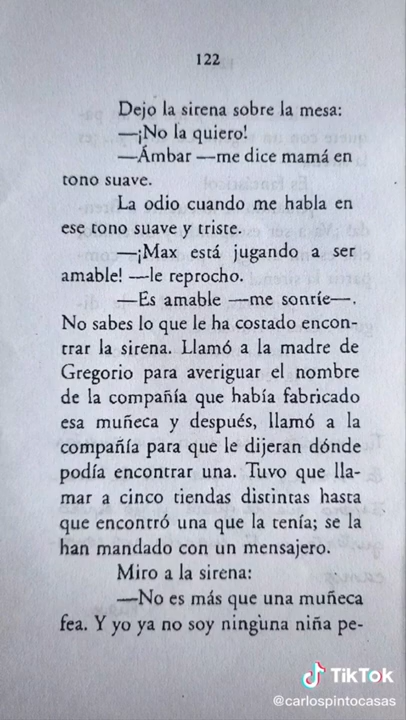 122
Dejo la sirena sobre la mesa:
—¡No la quiero!
—Ámbar —me dice mamá en
tono suave.
La odio cuando me habla en
ese tono suave y triste.
—¡Max está jugando a ser
amable! —le reprocho.
—Es amable —me sonríe—.
No sabes lo que le ha costado encon-
trar la sirena. Llamó a la madre de
Gregorio para averiguar el nombre
de la compañía que había fabricado
esa muñeca y después, llamó a la
compañía para que le dijeran dónde
podía encontrar una. Tuvo que lla-
mar a cinco tiendas distintas hasta
que encontró una que la tenía; se la
han mandado con un mensajero.
Miro a la sirena:
—No es más que una muñeca
fea. Y yo ya no soy ninguna niña pe-
TikTok
@carlospintocasas